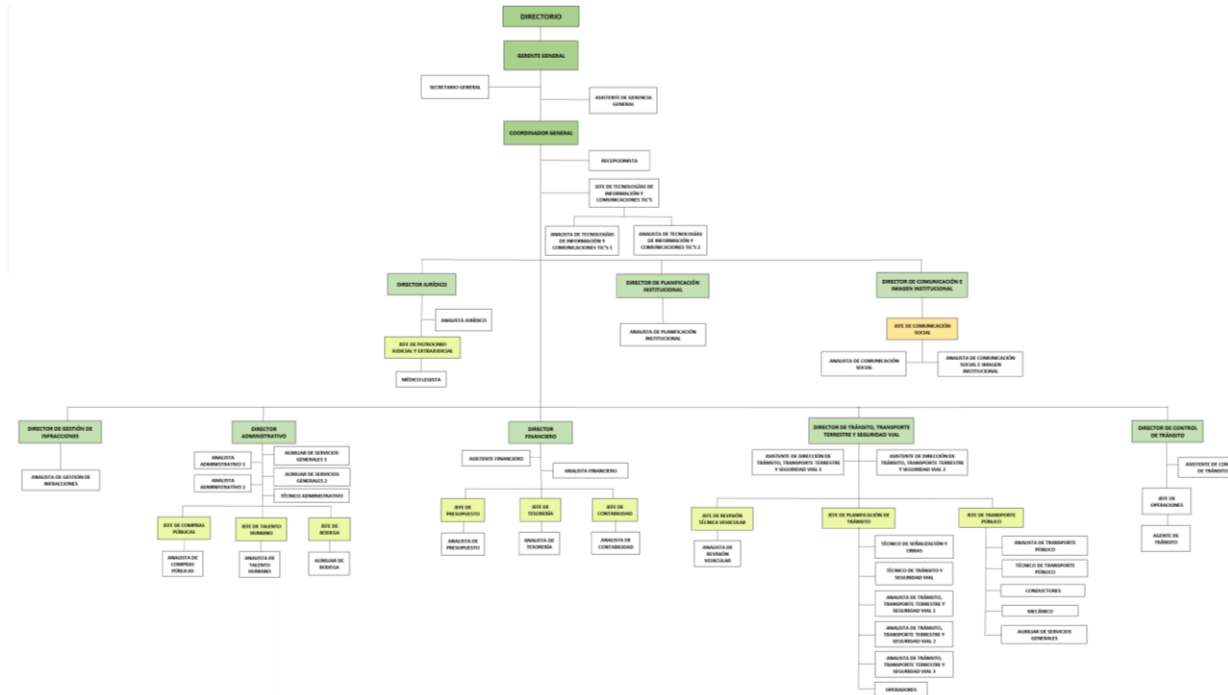 DIRECTORIO
GERENTE GENERAL
SECRETARIO GENERAL
ASISTENTE DE GERENCIA
GENERAL
COORDINADOR GENERAL
RECEPCIONISTA
JEFE DE TECNOLOGÍAS DE
INFORMACIÓN Y
COMUNICACIONES TIC'S
ANALISTA DE TECNOLOGÍAS
DE INFORMACIÓN Y
COMUNICACIONES TIC'S 1
ANALISTA DE TECNOLOGÍAS
DE INFORMACIÓN Y
COMUNICACIONES TIC'S 2
DIRECTOR JURÍDICO
DIRECTOR DE PLANIFICACIÓN
INSTITUCIONAL
DIRECTOR DE COMUNICACIÓN E
IMAGEN INSTITUCIONAL
ANALISTA JURÍDICO
JEFE DE PATROCINIO
JUDICIAL Y EXTRAJUDICIAL
MÉDICO LEGISTA
ANALISTA DE PLANIFICACIÓN
INSTITUCIONAL
JEFE DE COMUNICACIÓN
SOCIAL
ANALISTA DE COMUNICACIÓN
SOCIAL
ANALISTA DE COMUNICACIÓN
SOCIAL E IMAGEN
INSTITUCIONAL
DIRECTOR DE GESTIÓN DE
INFRACCIONES
ANALISTA DE GESTIÓN DE
INFRACCIONES
DIRECTOR
ADMINISTRATIVO
ANALISTA
ADMINISTRATIVO 1
AUXILIAR DE SERVICIOS
GENERALES 1
ANALISTA
ADMINISTRATIVO 2
AUXILIAR DE SERVICIOS
GENERALES 2
TÉCNICO ADMINISTRATIVO
JEFE DE COMPRAS
PÚBLICAS
JEFE DE TALENTO
HUMANO
JEFE DE
BODEGA
ANALISTA DE
COMPRAS
PÚBLICAS
ANALISTA DE
TALENTO
HUMANO
AUXILIAR DE
BODEGA
DIRECTOR
FINANCIERO
ASISTENTE FINANCIERO
ANALISTA FINANCIERO
JEFE DE
PRESUPUESTO
JEFE DE
TESORERÍA
JEFE DE
CONTABILIDAD
ANALISTA DE
PRESUPUESTO
ANALISTA DE
TESORERÍA
ANALISTA DE
CONTABILIDAD
DIRECTOR DE TRÁNSITO, TRANSPORTE
TERRESTRE Y SEGURIDAD VIAL
ASISTENTE DE DIRECCIÓN DE
TRÁNSITO, TRANSPORTE TERRESTRE
Y SEGURIDAD VIAL 1
ASISTENTE DE DIRECCIÓN DE
TRÁNSITO, TRANSPORTE TERRESTRE
Y SEGURIDAD VIAL 2
JEFE DE REVISIÓN
TÉCNICA VEHICULAR
ANALISTA DE
REVISIÓN
VEHICULAR
JEFE DE PLANIFICACIÓN DE
TRÁNSITO
TÉCNICO DE SEÑALIZACIÓN Y
OBRAS
TÉCNICO DE TRÁNSITO Y
SEGURIDAD VIAL
ANALISTA DE TRÁNSITO,
TRANSPORTE TERRESTRE Y
SEGURIDAD VIAL 1
ANALISTA DE TRÁNSITO,
TRANSPORTE TERRESTRE Y
SEGURIDAD VIAL 2
ANALISTA DE TRÁNSITO,
TRANSPORTE TERRESTRE Y
SEGURIDAD VIAL 3
OPERADORES
JEFE DE TRANSPORTE
PÚBLICO
ANALISTA DE TRANSPORTE
PÚBLICO
TÉCNICO DE TRANSPORTE
PÚBLICO
CONDUCTORES
MECÁNICO
AUXILIAR DE SERVICIOS
GENERALES
DIRECTOR DE CONTROL
DE TRÁNSITO
ASISTENTE DE CON
DE TRÁNSITO
JEFE DE
OPERACIONES
AGENTE DE
TRÁNSITO